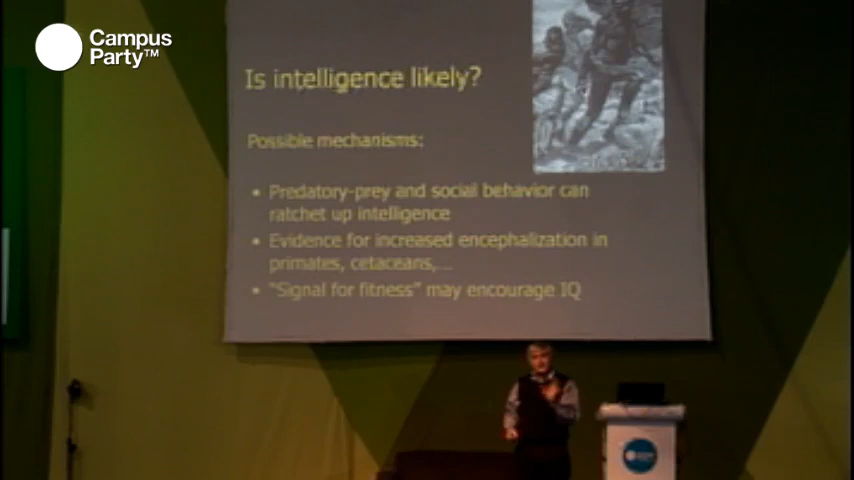 Campus
Party™
Is intelligence likely?
Possible mechanisms:
• Predatory-prey and social behavior can
ratchet up intelligence
• Evidence for increased encephalization in
primates, cetaceans,...
• "Signal for fitness" may encourage IQ